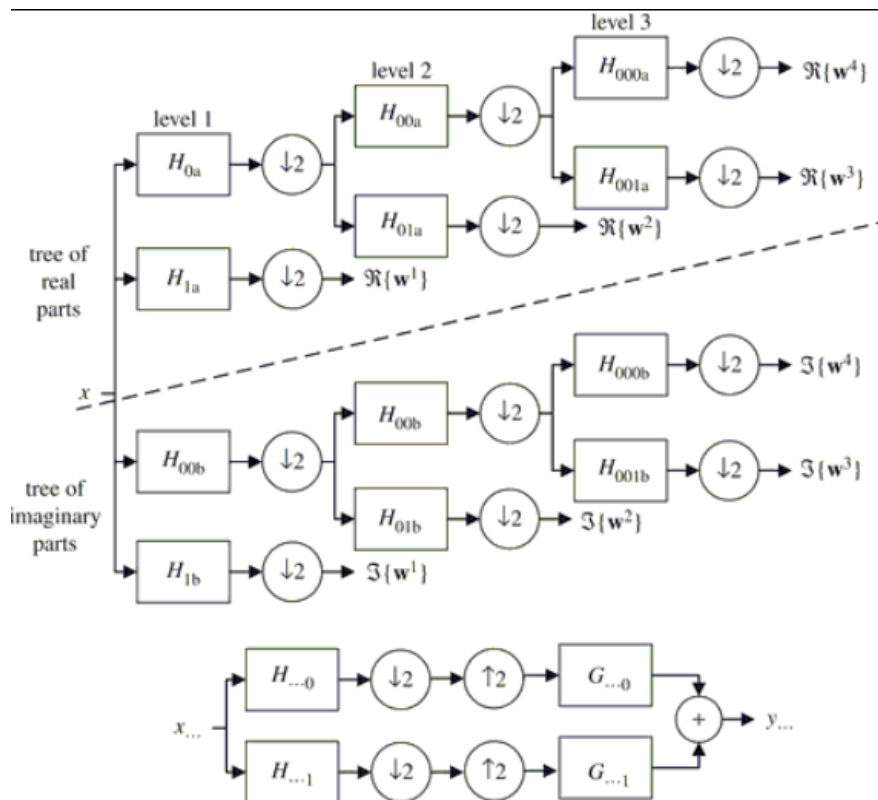 level 3
level 2
level 1
H000a ↓2 ℜ{w⁴}
H00a ↓2
H0a ↓2
H001a ↓2 ℜ{w³}
H01a ↓2 ℜ{w²}
tree of
real
parts
H1a ↓2 ℜ{w¹}
x
H000b ↓2 ℑ{w⁴}
H00b ↓2
H00b ↓2
H001b ↓2 ℑ{w³}
tree of
imaginary
parts
H01b ↓2 ℑ{w²}
H1b ↓2 ℑ{w¹}
H...0 ↓2 ↑2 G...0
x... + y...
H...1 ↓2 ↑2 G...1